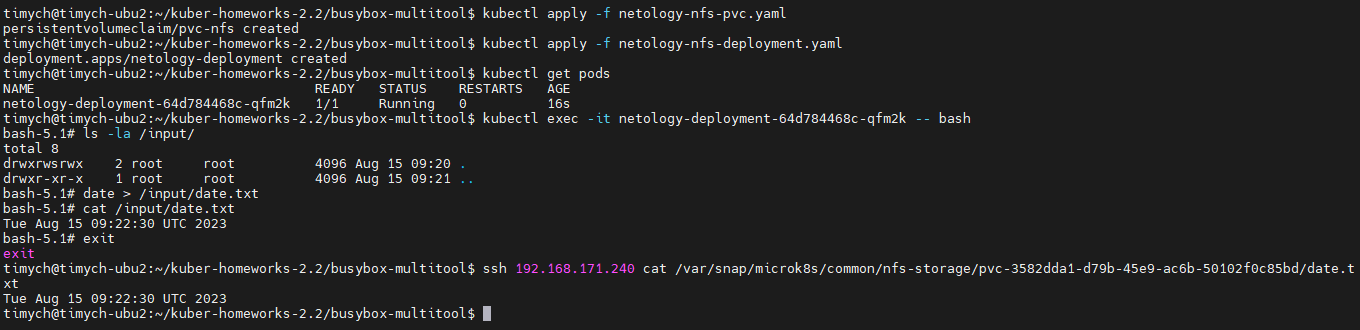 timych@timych-ubu2:~/kuber-homeworks-2.2/busybox-multitool$ kubectl apply -f netology-nfs-pvc.yaml
persistentvolumeclaim/pvc-nfs created
timych@timych-ubu2:~/kuber-homeworks-2.2/busybox-multitool$ kubectl apply -f netology-nfs-deployment.yaml
deployment.apps/netology-deployment created
timych@timych-ubu2:~/kuber-homeworks-2.2/busybox-multitool$ kubectl get pods
NAME                                   READY   STATUS    RESTARTS   AGE
netology-deployment-64d784468c-qfm2k   1/1     Running   0          16s
timych@timych-ubu2:~/kuber-homeworks-2.2/busybox-multitool$ kubectl exec -it netology-deployment-64d784468c-qfm2k -- bash
bash-5.1# ls -la /input/
total 8
drwxrwsrwx    2 root     root          4096 Aug 15 09:20 .
drwxr-xr-x    1 root     root          4096 Aug 15 09:21 ..
bash-5.1# date > /input/date.txt
bash-5.1# cat /input/date.txt
Tue Aug 15 09:22:30 UTC 2023
bash-5.1# exit
exit
timych@timych-ubu2:~/kuber-homeworks-2.2/busybox-multitool$ ssh 192.168.171.240 cat /var/snap/microk8s/common/nfs-storage/pvc-3582dda1-d79b-45e9-ac6b-50102f0c85bd/date.t
xt
Tue Aug 15 09:22:30 UTC 2023
timych@timych-ubu2:~/kuber-homeworks-2.2/busybox-multitool$